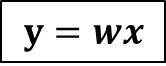 y = wx